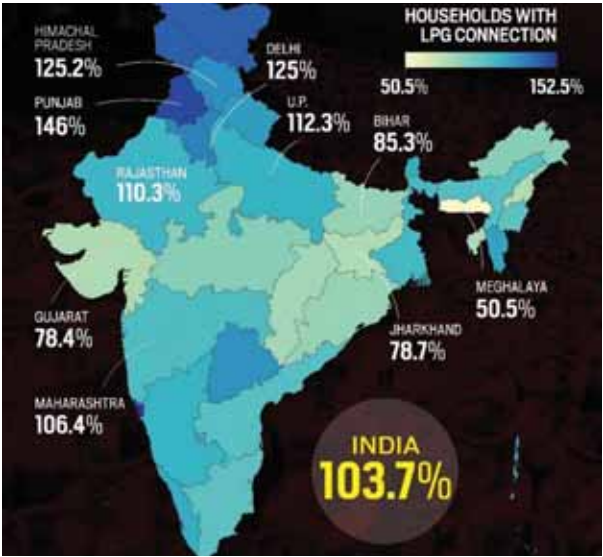 HOUSEHOLDS WITH
LPG CONNECTION
50.5% 152.5%
HIMACHAL
PRADESH
125.2%
DELHI
125%
PUNJAB
146%
U.P.
112.3%
BIHAR
85.3%
RAJASTHAN
110.3%
MEGHALAYA
50.5%
GUJARAT
78.4%
JHARKHAND
78.7%
MAHARASHTRA
106.4%
INDIA
103.7%